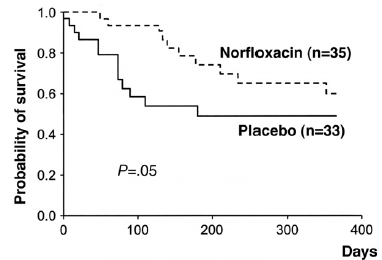 Probability of survival
1.0
0.8
0.6
0.4
0.2
0.0
Norfloxacin (n=35)
Placebo (n=33)
P=.05
0 100 200 300 400
Days